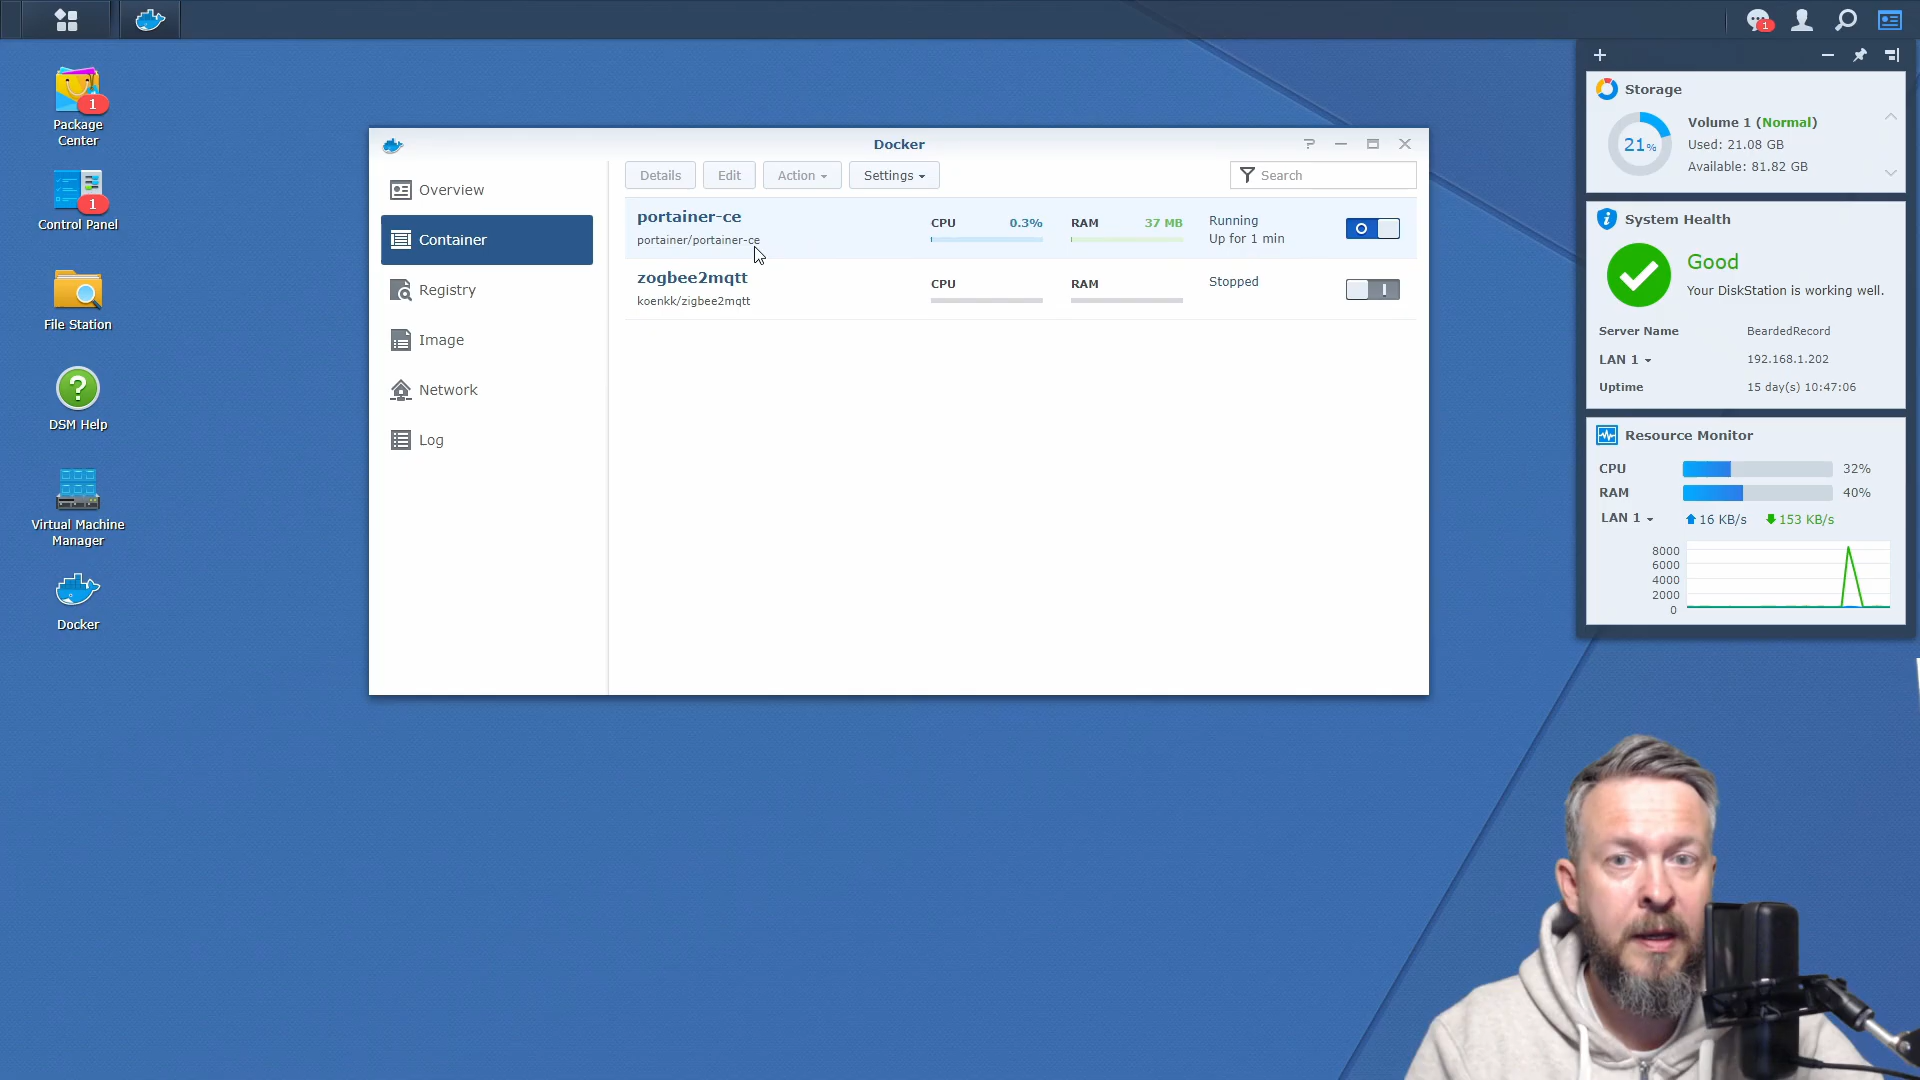 1
1
Package
Center
1
Control Panel
File Station
?
DSM Help
Virtual Machine
Manager
Docker
Docker
?
Overview
Container
Registry
Image
Network
Log
Details
Edit
Action
Settings
Search
portainer-ce
portainer/portainer-ce
CPU 0.3%
RAM 37 MB
Running
Up for 1 min
zogbee2mqtt
koenkk/zigbee2mqtt
CPU
RAM
Stopped
Storage
21%
Volume 1 (Normal)
Used: 21.08 GB
Available: 81.82 GB
System Health
Good
Your DiskStation is working well.
Server Name BeardedRecord
LAN 1 192.168.1.202
Uptime 15 day(s) 10:47:06
Resource Monitor
CPU 32%
RAM 40%
LAN 1 16 KB/s 153 KB/s
8000
6000
4000
2000
0